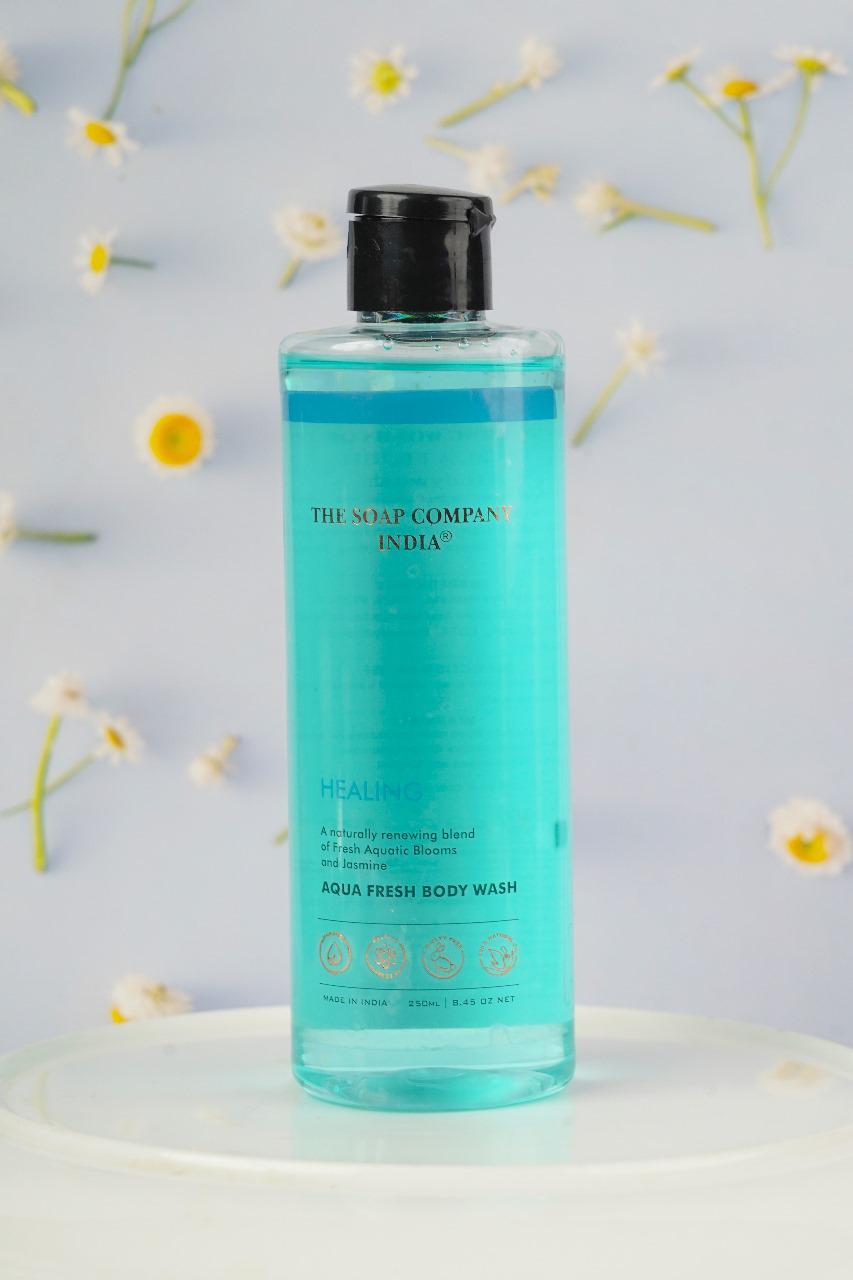 THE SOAP COMPANY
INDIA®
HEALING
A naturally renewing blend
of Fresh Aquatic Blooms
and Jasmine
AQUA FRESH BODY WASH
MADE IN INDIA 250ML | 8.45 OZ NET